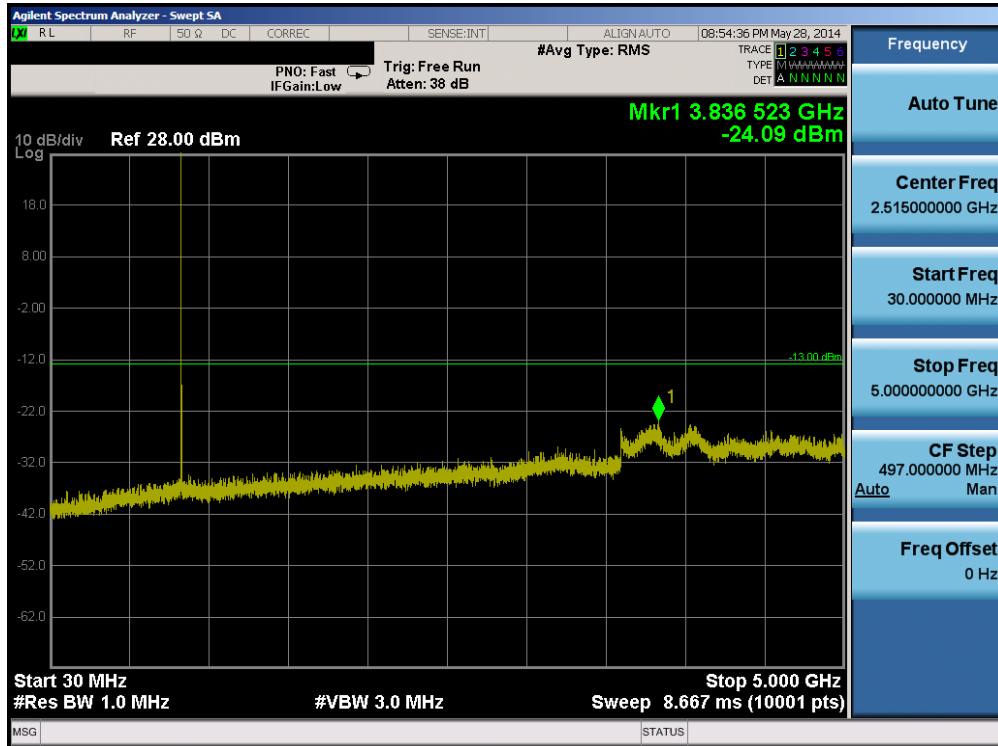 Agilent Spectrum Analyzer - Swept SA
LXI RL RF 50 Ω DC CORREC SENSE:INT ALIGN AUTO 08:54:36 PM May 28, 2014
#Avg Type: RMS TRACE 1 2 3 4 5 6
PNO: Fast Trig: Free Run TYPE M WWWWW
IFGain:Low Atten: 38 dB DET A N N N N N
Mkr1 3.836 523 GHz
-24.09 dBm
10 dB/div Ref 28.00 dBm
Log
18.0
8.00
-2.00
-12.0
-13.00 dBm
-22.0
1
-32.0
-42.0
-52.0
-62.0
Start 30 MHz Stop 5.000 GHz
#Res BW 1.0 MHz #VBW 3.0 MHz Sweep 8.667 ms (10001 pts)
MSG STATUS
Frequency
Auto Tune
Center Freq
2.515000000 GHz
Start Freq
30.000000 MHz
Stop Freq
5.000000000 GHz
CF Step
497.000000 MHz
Auto Man
Freq Offset
0 Hz